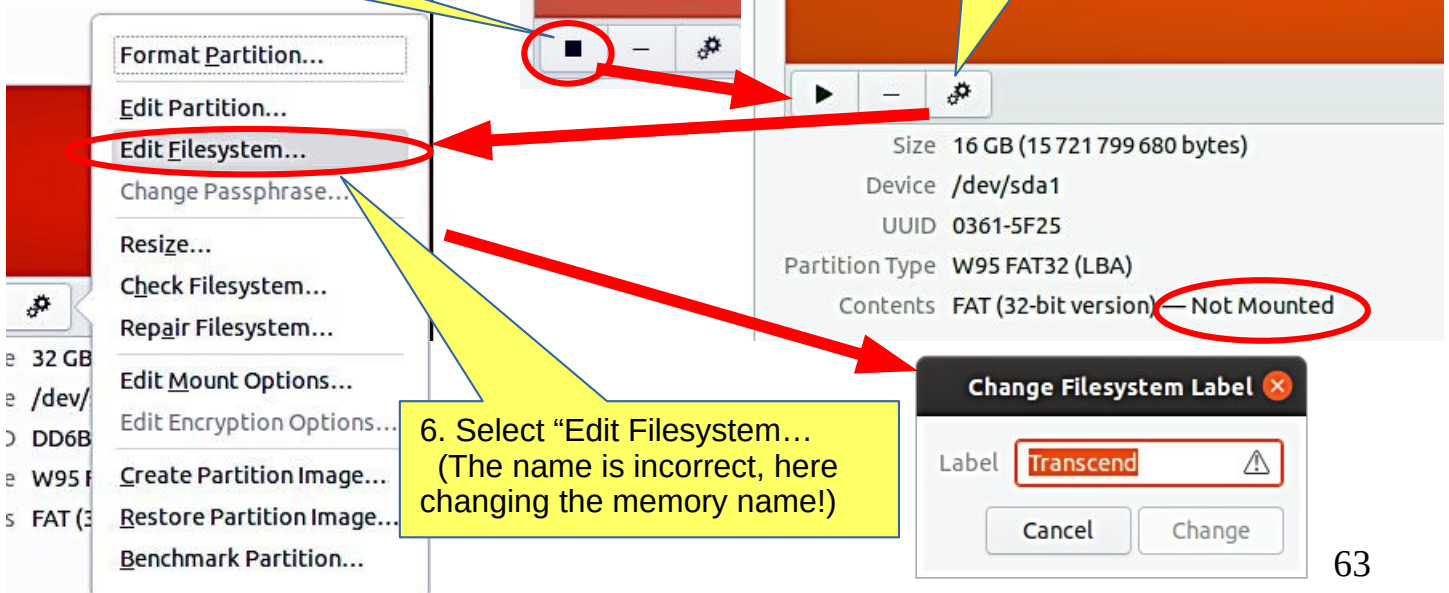 Format Partition...
Edit Partition...
Edit Filesystem...
Change Passphrase...
Resize...
Check Filesystem...
Repair Filesystem...
Edit Mount Options...
Edit Encryption Options...
Create Partition Image...
Restore Partition Image...
Benchmark Partition...
32 GB
/dev/
DD6B
W95 F
FAT (3
Size 16 GB (15 721 799 680 bytes)
Device /dev/sda1
UUID 0361-5F25
Partition Type W95 FAT32 (LBA)
Contents FAT (32-bit version) — Not Mounted
6. Select “Edit Filesystem…
(The name is incorrect, here
changing the memory name!)
Change Filesystem Label
Label Transcend
Cancel Change
63